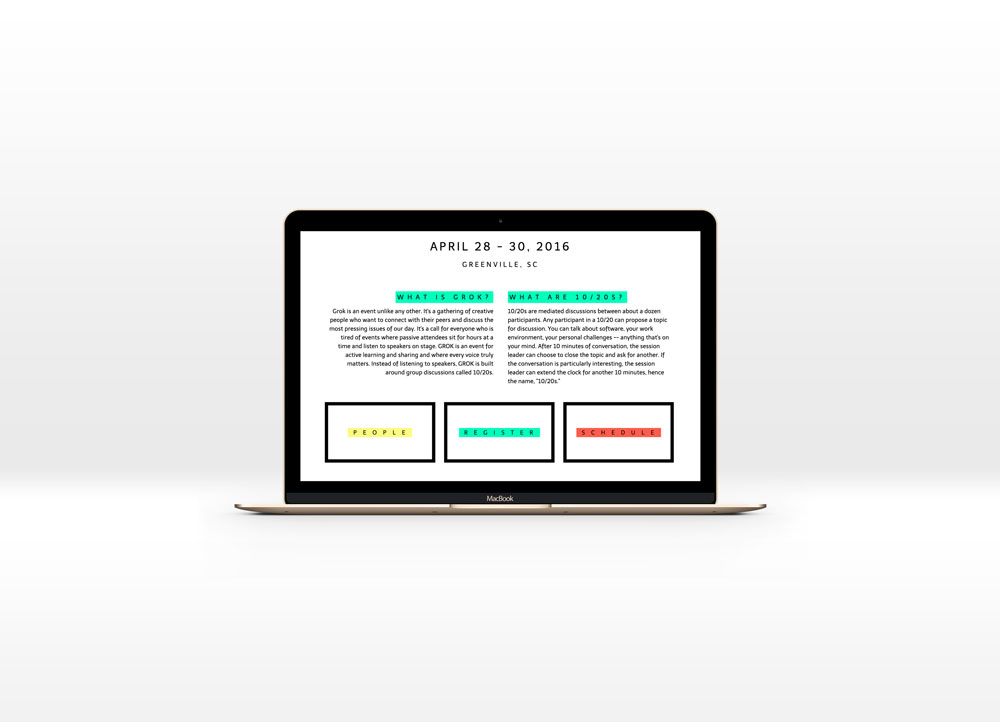 APRIL 28 – 30, 2016
GREENVILLE, SC
WHAT IS GROK?
Grok is an event unlike any other. It's a gathering of creative
people who want to connect with their peers and discuss the
most pressing issues of our day. It's a call for everyone who is
tired of events where passive attendees sit for hours at a
time and listen to speakers on stage. GROK is an event for
active learning and sharing and where every voice truly
matters. Instead of listening to speakers, GROK is built
around group discussions called 10/20s.
WHAT ARE 10/20S?
10/20s are mediated discussions between about a dozen
participants. Any participant in a 10/20 can propose a topic
for discussion. You can talk about software, your work
environment, your personal challenges -- anything that's on
your mind. After 10 minutes of conversation, the session
leader can choose to close the topic and ask for another. If
the conversation is particularly interesting, the session
leader can extend the clock for another 10 minutes, hence
the name, "10/20s."
PEOPLE
REGISTER
SCHEDULE
MacBook